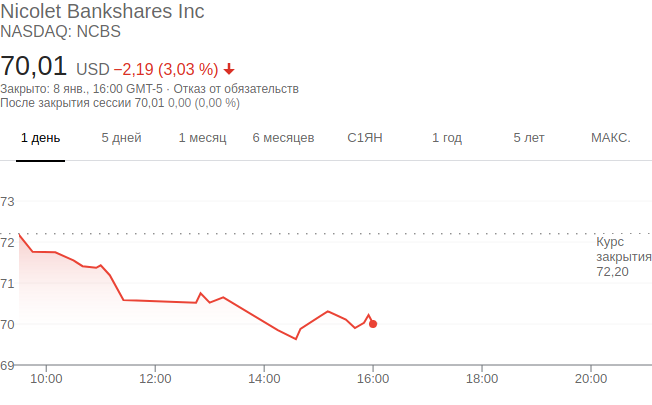 Nicolet Bankshares Inc
NASDAQ: NCBS
70,01 USD −2,19 (3,03 %)
Закрыто: 8 янв., 16:00 GMT-5 · Отказ от обязательств
После закрытия сессии 70,01 0,00 (0,00 %)
1 день 5 дней 1 месяц 6 месяцев С1ЯН 1 год 5 лет МАКС.
73
72
71
70
69
Курс
закрытия
72,20
10:00 12:00 14:00 16:00 18:00 20:00